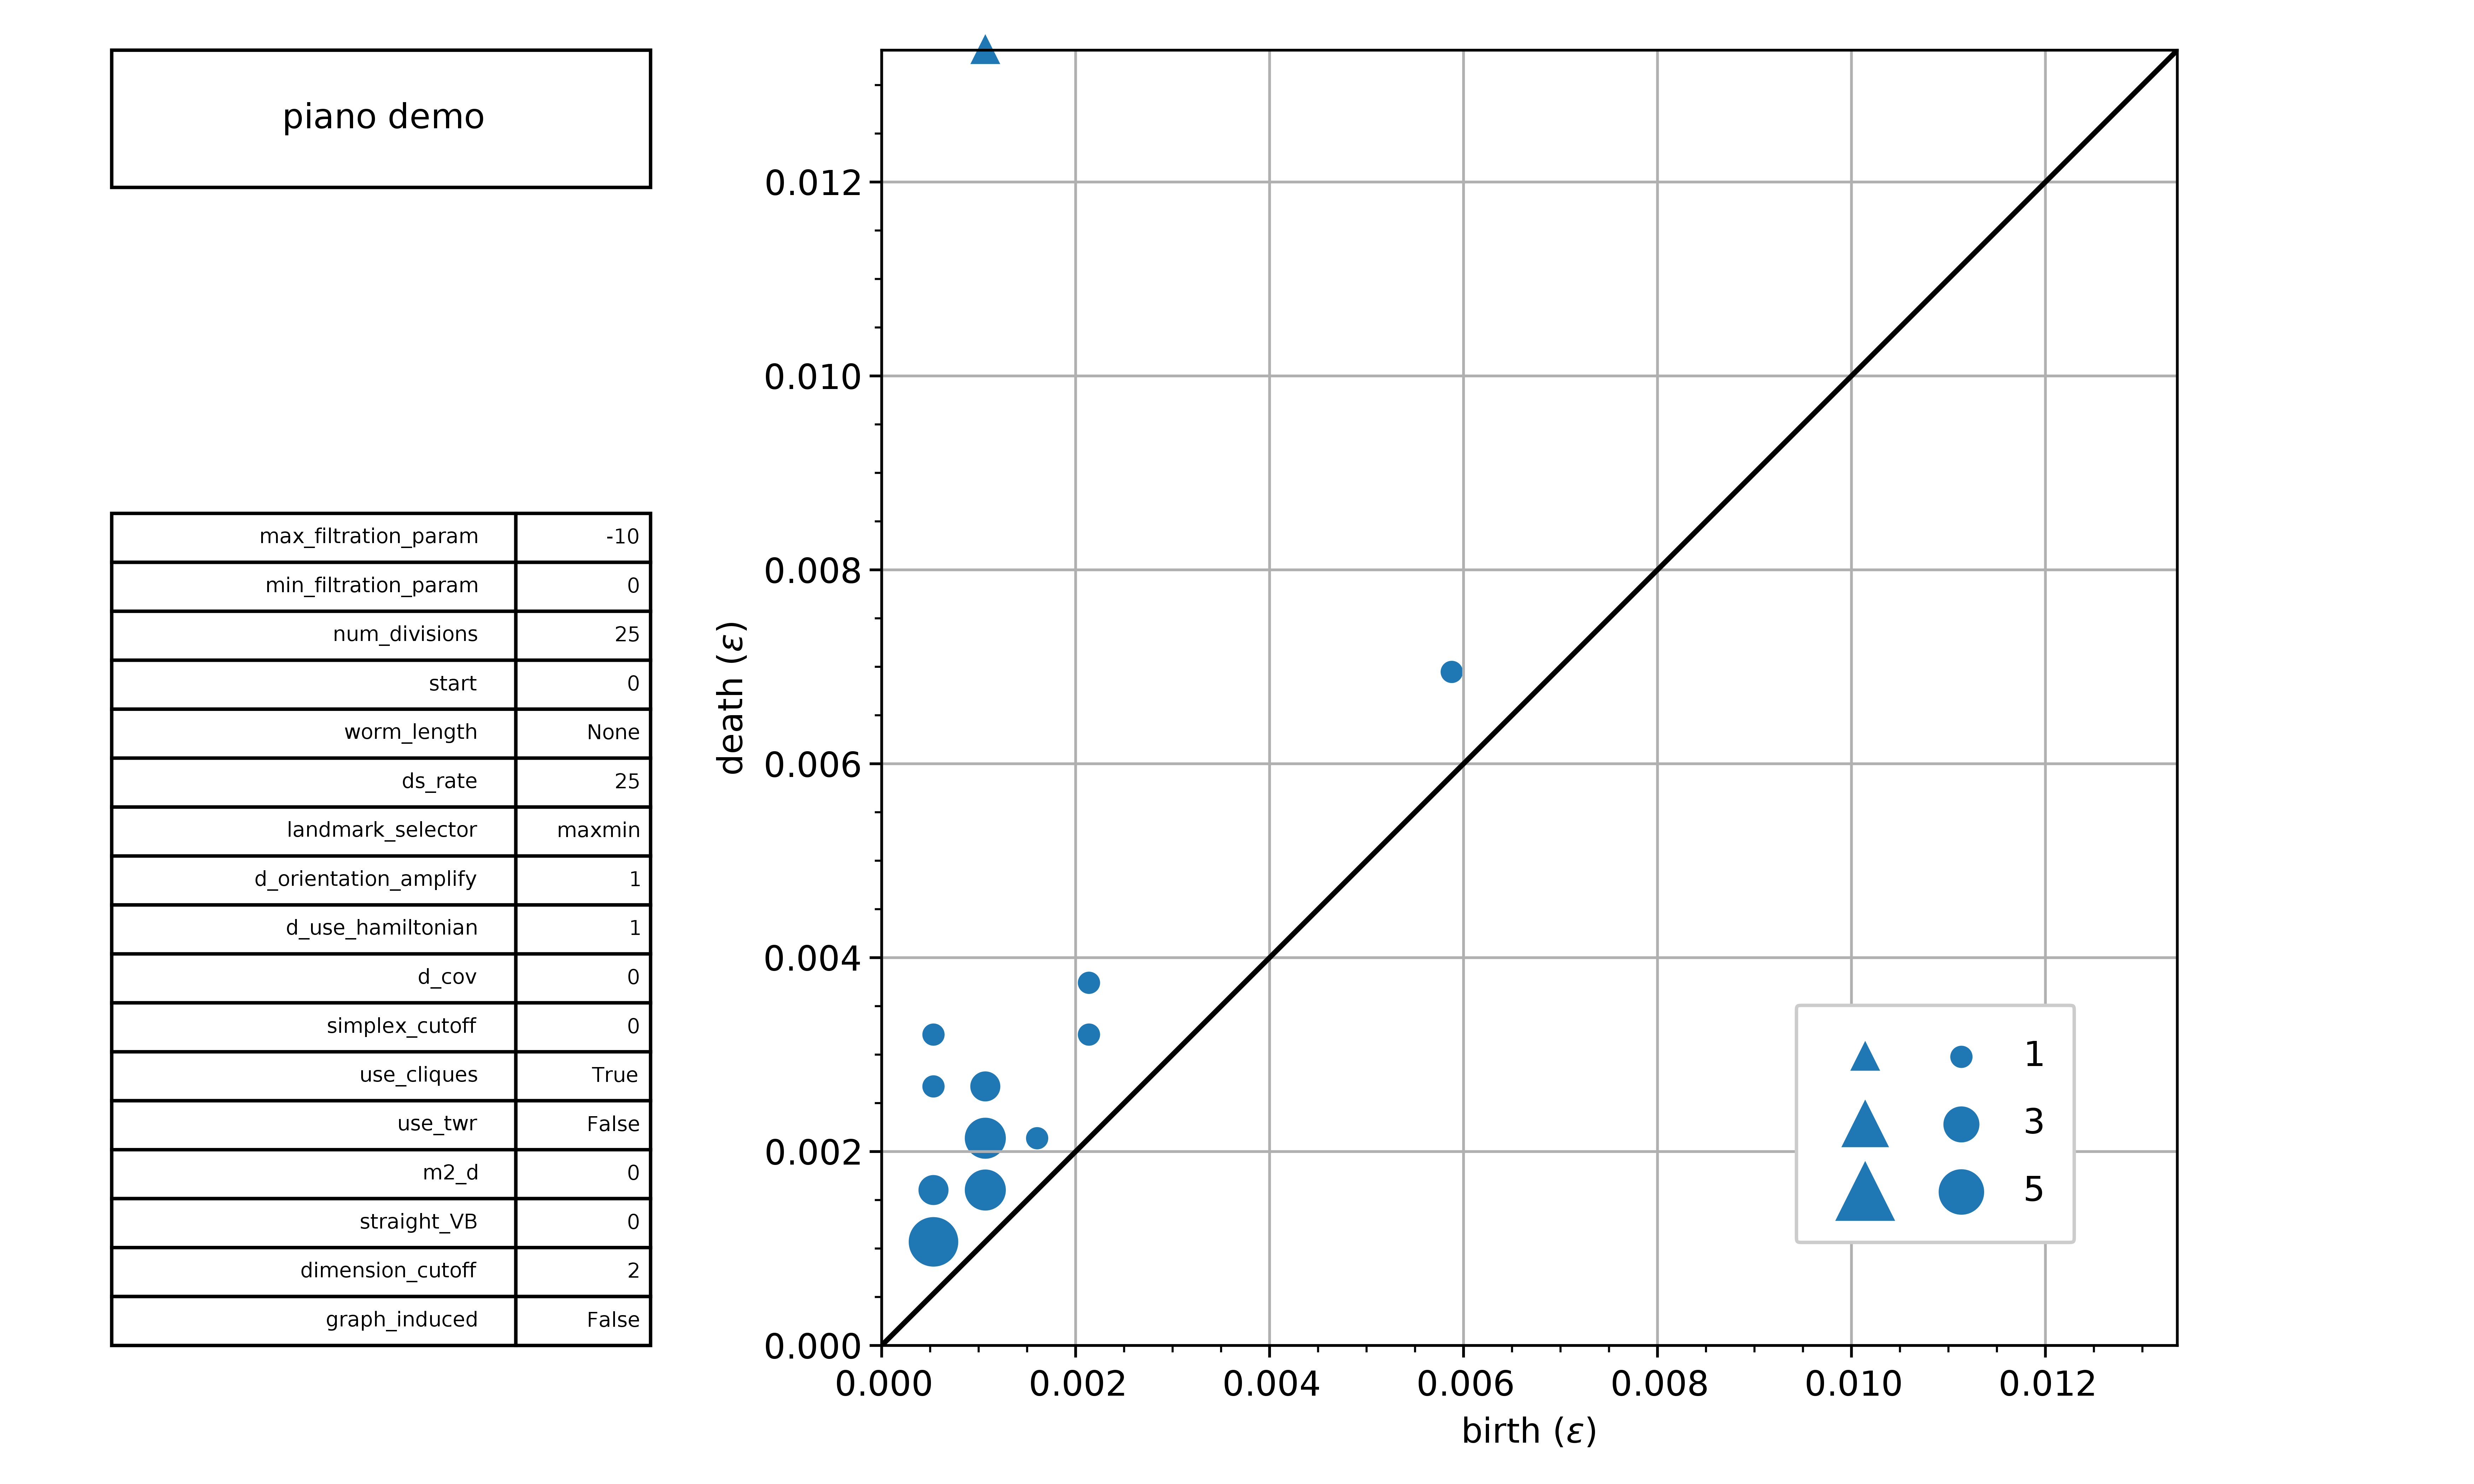 piano demo
max_filtration_param -10
min_filtration_param 0
num_divisions 25
start 0
worm_length None
ds_rate 25
landmark_selector maxmin
d_orientation_amplify 1
d_use_hamiltonian 1
d_cov 0
simplex_cutoff 0
use_cliques True
use_twr False
m2_d 0
straight_VB 0
dimension_cutoff 2
graph_induced False
death (ε)
0.012
0.010
0.008
0.006
0.004
0.002
0.000
0.000 0.002 0.004 0.006 0.008 0.010 0.012
birth (ε)
1
3
5